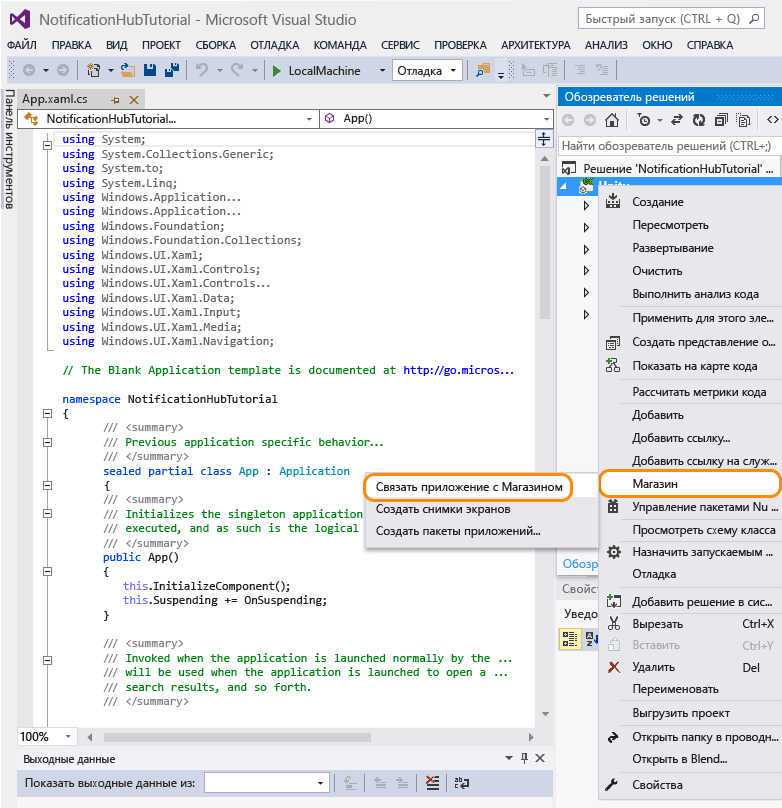 NotificationHubTutorial - Microsoft Visual Studio
Быстрый запуск (CTRL + Q)
ФАЙЛ ПРАВКА ВИД ПРОЕКТ СБОРКА ОТЛАДКА КОМАНДА СЕРВИС ПРОВЕРКА АРХИТЕКТУРА АНАЛИЗ ОКНО СПРАВКА
LocalMachine Отладка
Панель инструментов
App.xaml.cs
NotificationHubTutorial... App()
using System;
using System.Collections.Generic;
using System.to;
using System.Linq;
using Windows.Application...
using Windows.Application...
using Windows.Foundation;
using Windows.Foundation.Collections;
using Windows.UI.Xaml;
using Windows.UI.Xaml.Controls;
using Windows.UI.Xaml.Controls...
using Windows.UI.Xaml.Data;
using Windows.UI.Xaml.Input;
using Windows.UI.Xaml.Media;
using Windows.UI.Xaml.Navigation;
// The Blank Application template is documented at http://go.micros...
namespace NotificationHubTutorial
{
/// <summary>
/// Previous application specific behavior...
/// </summary>
sealed partial class App : Application
{
/// <summary>
/// Initializes the singleton application
/// executed, and as such is the logical
/// </summary>
public App()
{
this.InitializeComponent();
this.Suspending += OnSuspending;
}
/// <summary>
/// Invoked when the application is launched normally by the ...
/// will be used when the application is launched to open a ...
/// search results, and so forth.
/// </summary>
100%
Выходные данные
Показать выходные данные из:
Обозреватель решений
Найти обозреватель решений (CTRL+;)
Решение 'NotificationHubTutorial' ...
Создание
Пересмотреть
Развертывание
Очистить
Выполнить анализ кода
Применить для этого эле...
Создать представление о...
Показать на карте кода
Рассчитать метрики кода
Добавить
Добавить ссылку...
Добавить ссылку на служ...
Магазин
Связать приложение с Магазином
Создать снимки экранов
Создать пакеты приложений...
Управление пакетами Nu ...
Просмотреть схему класса
Назначить запускаемым ...
Отладка
Добавить решение в сис...
Вырезать Ctrl+X
Вставить Ctrl+Y
Удалить Del
Переименовать
Выгрузить проект
Открыть папку в проводн...
Открыть в Blend...
Свойства
Обозр
Свойст
Уведо